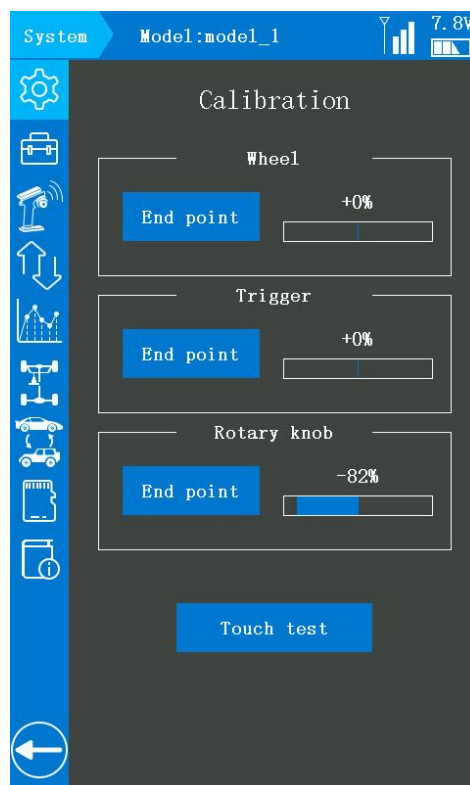 System
Model:model_1
7.8V
Calibration
Wheel
End point
+0%
Trigger
End point
+0%
Rotary knob
End point
-82%
Touch test